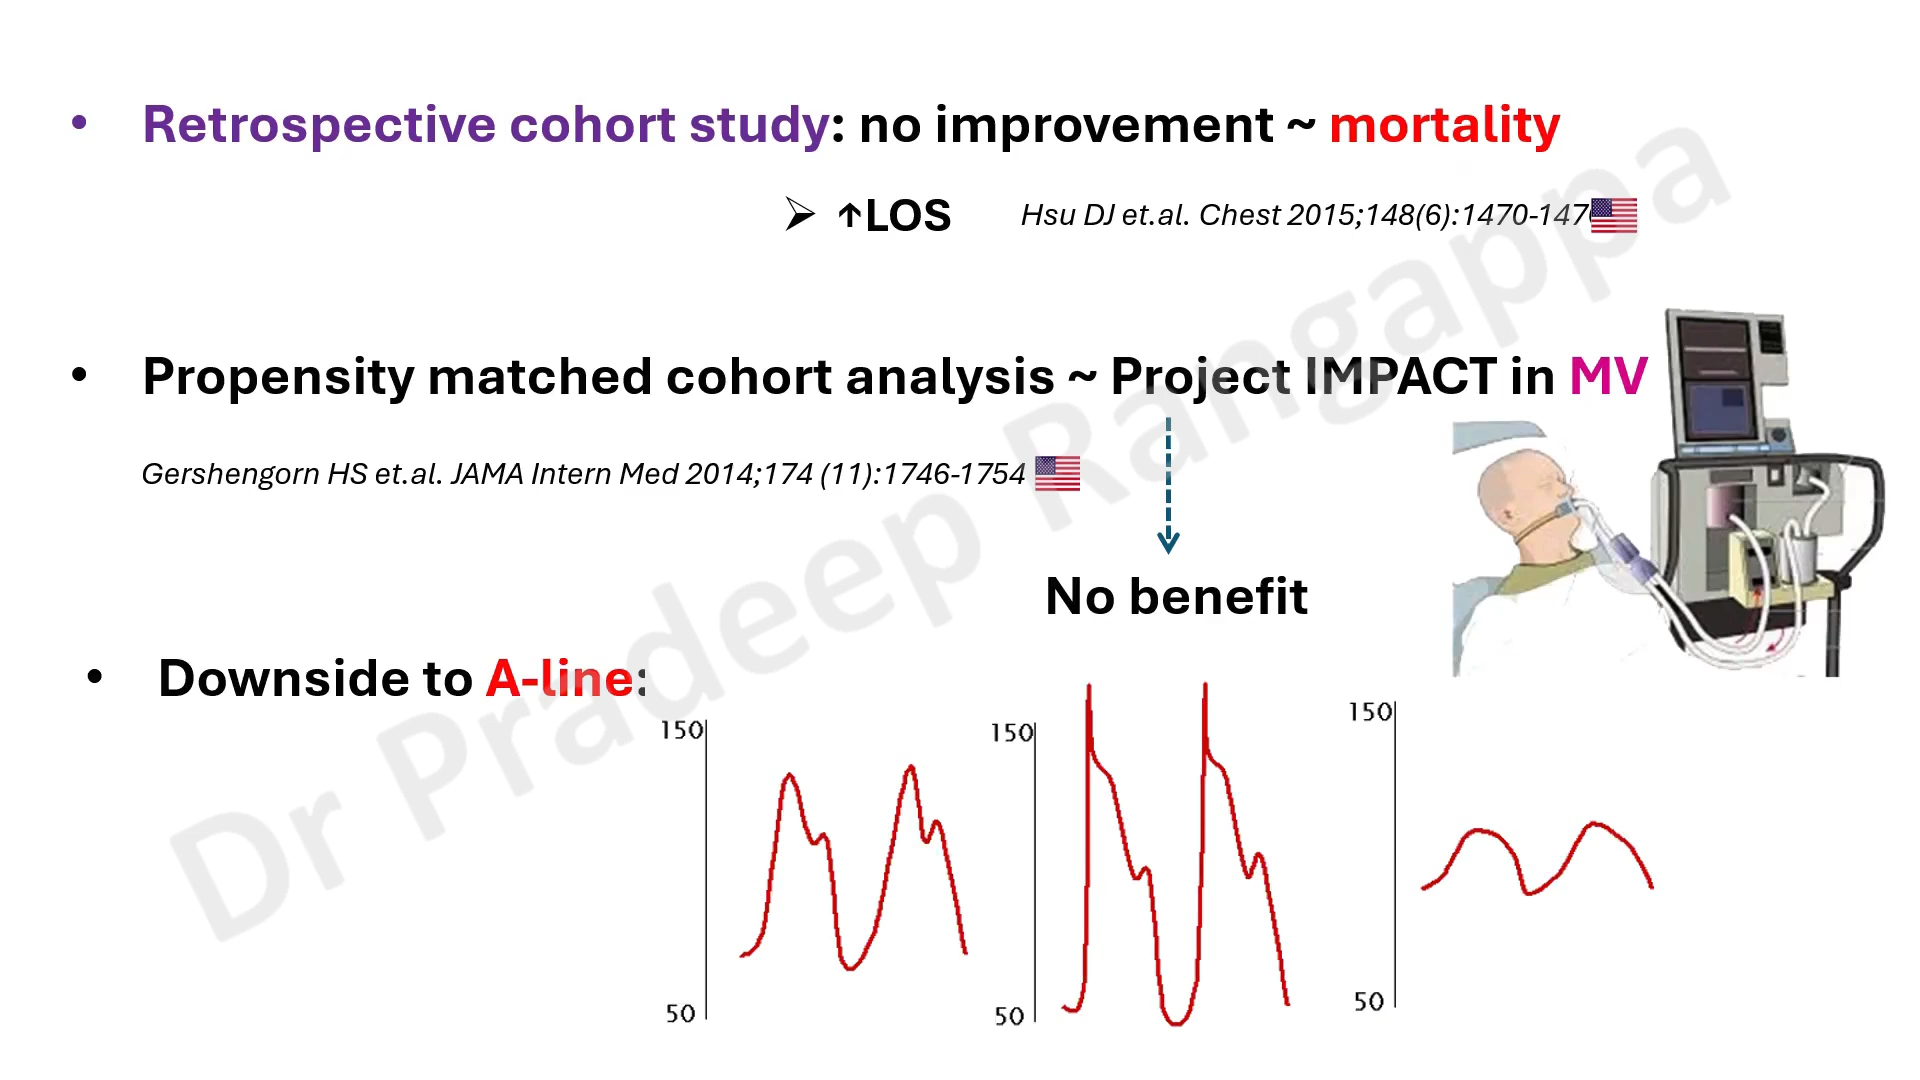 • Retrospective cohort study: no improvement ~ mortality
➢ ↑LOS Hsu DJ et.al. Chest 2015;148(6):1470-147
• Propensity matched cohort analysis ~ Project IMPACT in MV
Gershengorn HS et.al. JAMA Intern Med 2014;174 (11):1746-1754
No benefit
• Downside to A-line:
150 150 150
50 50 50
Dr Pradeep Rangappa